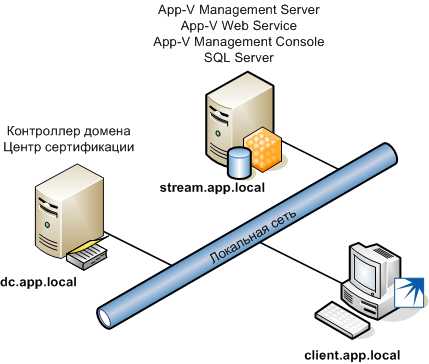 App-V Management Server
App-V Web Service
App-V Management Console
SQL Server
Контроллер домена
Центр сертификации
stream.app.local
Локальная сеть
dc.app.local
client.app.local